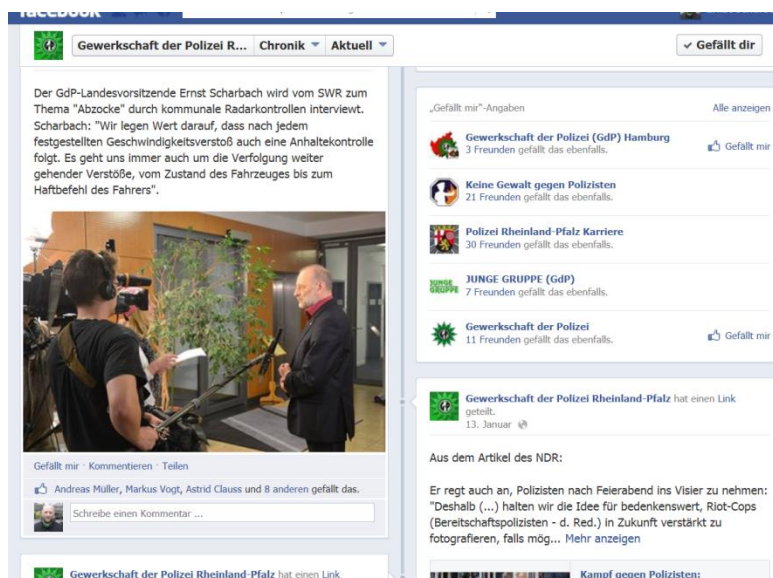 facebook
Gewerkschaft der Polizei R... Chronik Aktuell
Gefällt dir
Der GdP-Landesvorsitzende Ernst Scharbach wird vom SWR zum
Thema "Abzocke" durch kommunale Radarkontrollen interviewt.
Scharbach: "Wir legen Wert darauf, dass nach jedem
festgestellten Geschwindigkeitsverstoß auch eine Anhaltekontrolle
folgt. Es geht uns immer auch um die Verfolgung weiter
gehender Verstöße, vom Zustand des Fahrzeuges bis zum
Haftbefehl des Fahrers".
Gefällt mir · Kommentieren · Teilen
Andreas Müller, Markus Vogt, Astrid Clauss und 8 anderen gefällt das.
Schreibe einen Kommentar ...
Gewerkschaft der Polizei Rheinland-Pfalz hat einen Link
„Gefällt mir“-Angaben
Alle anzeigen
Gewerkschaft der Polizei (GdP) Hamburg
3 Freunden gefällt das ebenfalls.
Gefällt mir
Keine Gewalt gegen Polizisten
21 Freunden gefällt das ebenfalls.
Polizei Rheinland-Pfalz Karriere
30 Freunden gefällt das ebenfalls.
JUNGE GRUPPE
JUNGE GRUPPE (GdP)
7 Freunden gefällt das ebenfalls.
Gewerkschaft der Polizei
11 Freunden gefällt das ebenfalls.
Gefällt mir
Gewerkschaft der Polizei Rheinland-Pfalz hat einen Link
geteilt.
13. Januar
Aus dem Artikel des NDR:
Er regt auch an, Polizisten nach Feierabend ins Visier zu nehmen:
"Deshalb (...) halten wir die Idee für bedenkenswert, Riot-Cops
(Bereitschaftspolizisten - d. Red.) in Zukunft verstärkt zu
fotografieren, falls mög... Mehr anzeigen
Kampf gegen Polizisten: